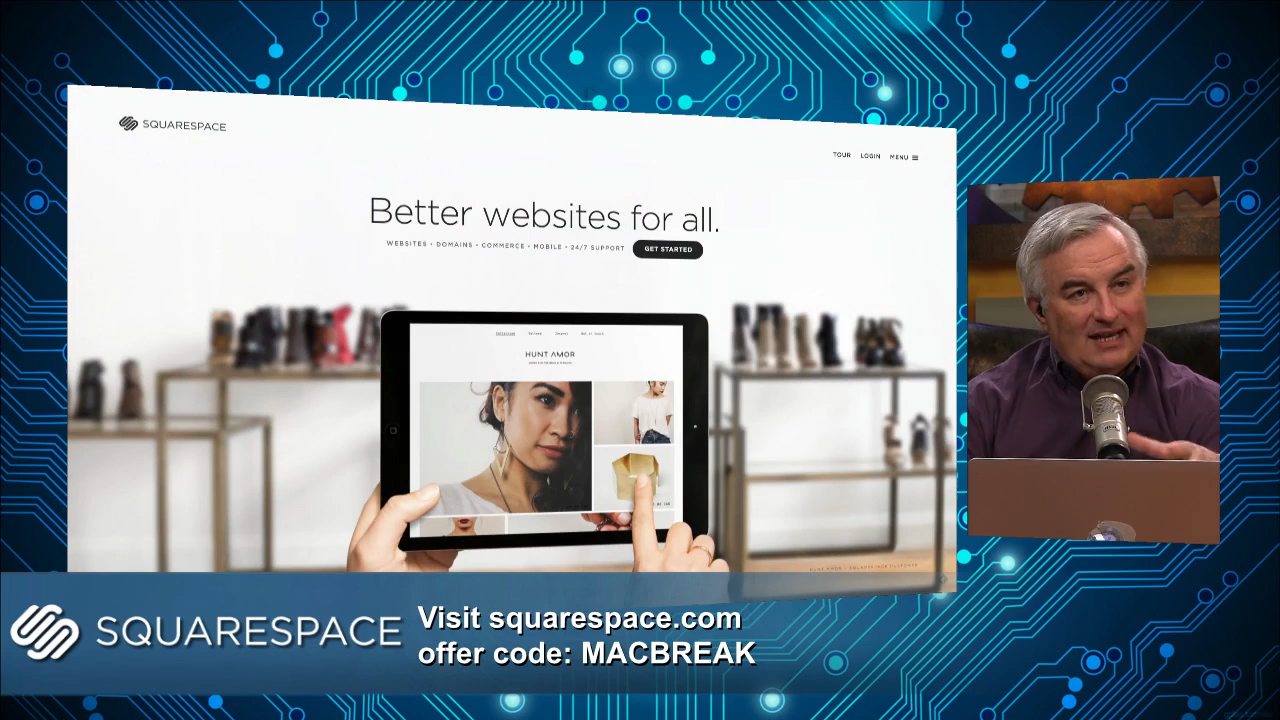 SQUARESPACE
TOUR LOGIN MENU
Better websites for all.
WEBSITES • DOMAINS • COMMERCE • MOBILE • 24/7 SUPPORT GET STARTED
HUNT AMOR
SQUARESPACE
Visit squarespace.com
offer code: MACBREAK